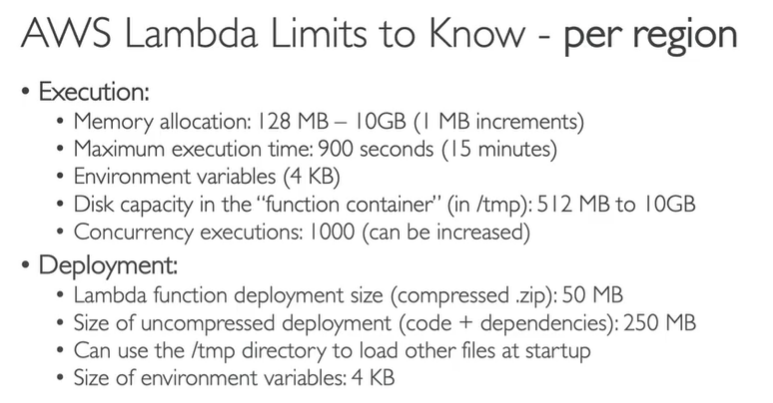 AWS Lambda Limits to Know - per region
• Execution:
• Memory allocation: 128 MB – 10GB (1 MB increments)
• Maximum execution time: 900 seconds (15 minutes)
• Environment variables (4 KB)
• Disk capacity in the “function container” (in /tmp): 512 MB to 10GB
• Concurrency executions: 1000 (can be increased)
• Deployment:
• Lambda function deployment size (compressed .zip): 50 MB
• Size of uncompressed deployment (code + dependencies): 250 MB
• Can use the /tmp directory to load other files at startup
• Size of environment variables: 4 KB